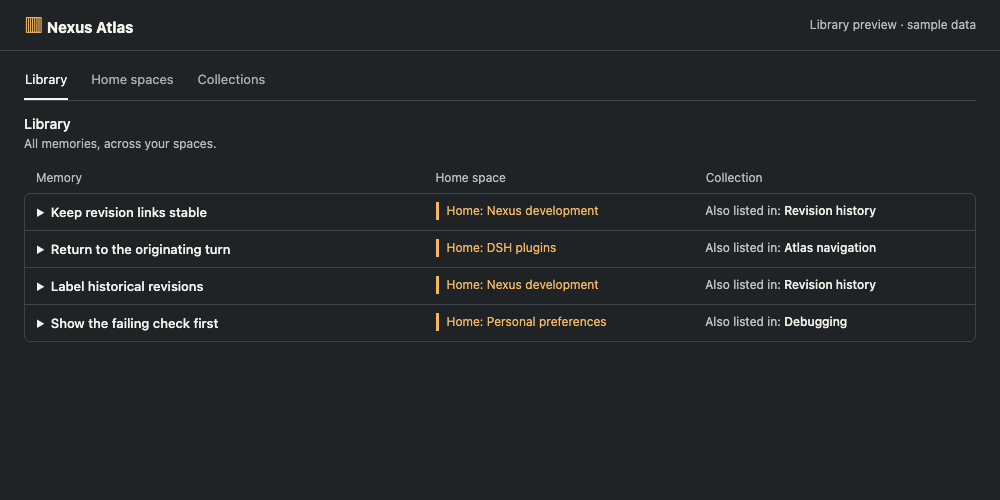 Nexus Atlas
Library preview · sample data
Library Home spaces Collections
Library
All memories, across your spaces.
Memory Home space Collection
Keep revision links stable Home: Nexus development Also listed in: Revision history
Return to the originating turn Home: DSH plugins Also listed in: Atlas navigation
Label historical revisions Home: Nexus development Also listed in: Revision history
Show the failing check first Home: Personal preferences Also listed in: Debugging